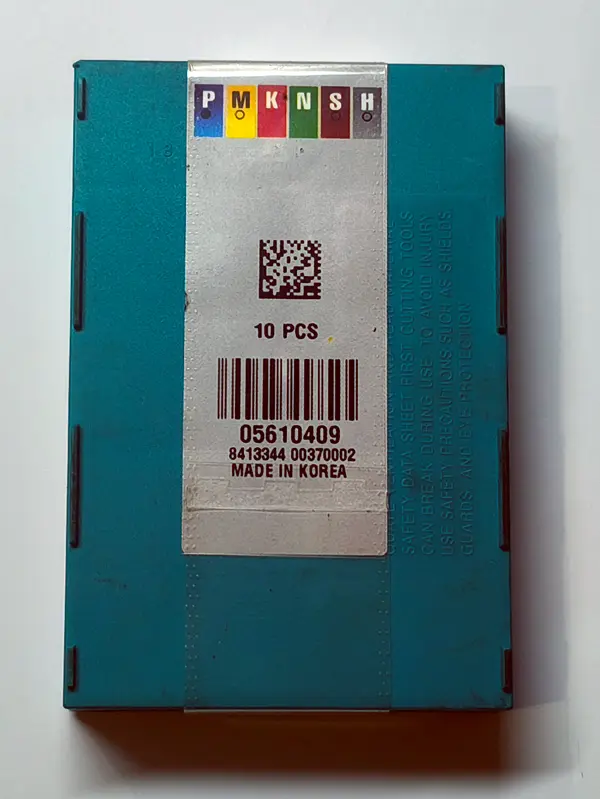 P M K N S H
10 PCS
05610409
8413344 00370002
MADE IN KOREA
SAFETY DATA SHEET FIRST. CUTTING TOOLS
CAN BREAK DURING USE. TO AVOID INJURY
USE SAFETY PRECAUTIONS SUCH AS SHIELDS
GUARDS, AND EYE PROTECTION